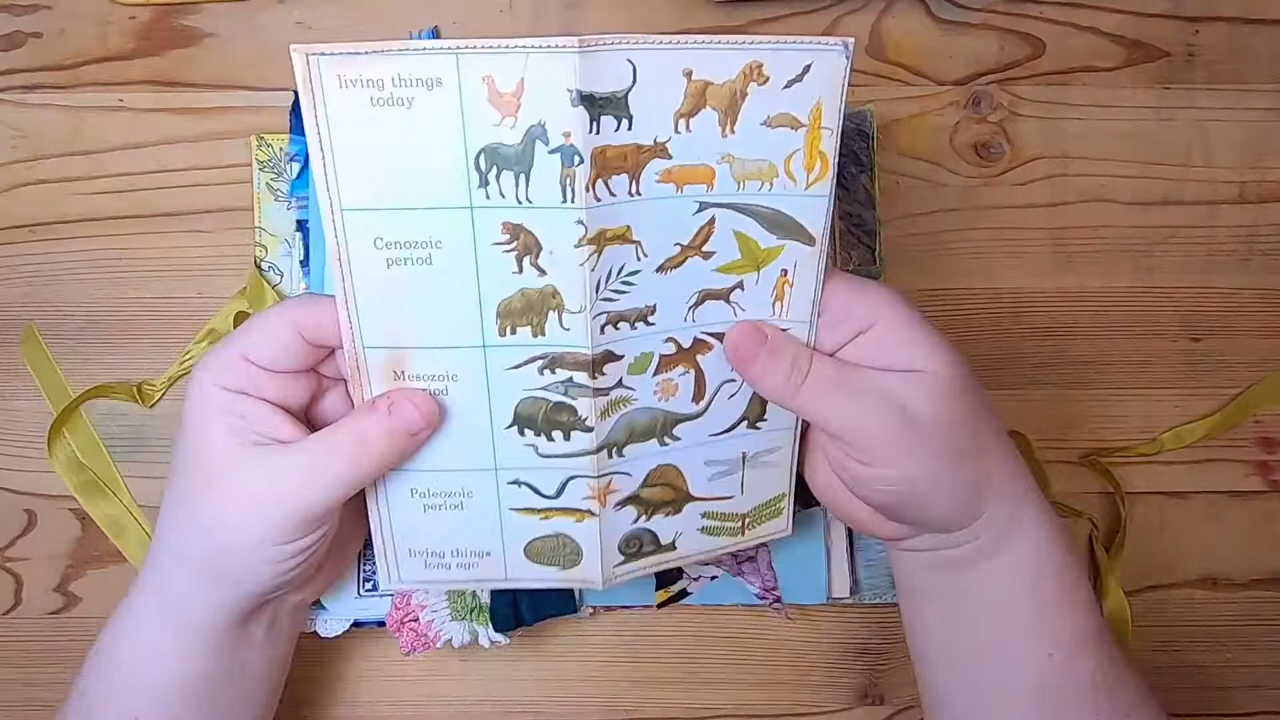 living things
today
Cenozoic
period
Mesozoic
Paleozoic
period
living things
long ago